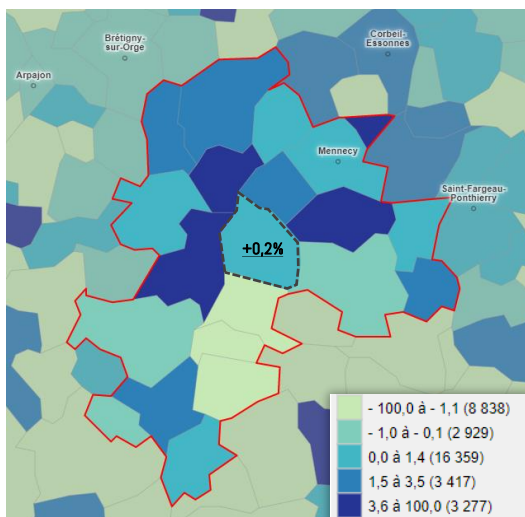 Corbeil-
Essonnes
Brétigny-
sur-Orge
Arpajon
Mennecy
Saint-Fargeau-
Ponthierry
+0,2%
- 100,0 à - 1,1 (8 838)
- 1,0 à - 0,1 (2 929)
0,0 à 1,4 (16 359)
1,5 à 3,5 (3 417)
3,6 à 100,0 (3 277)